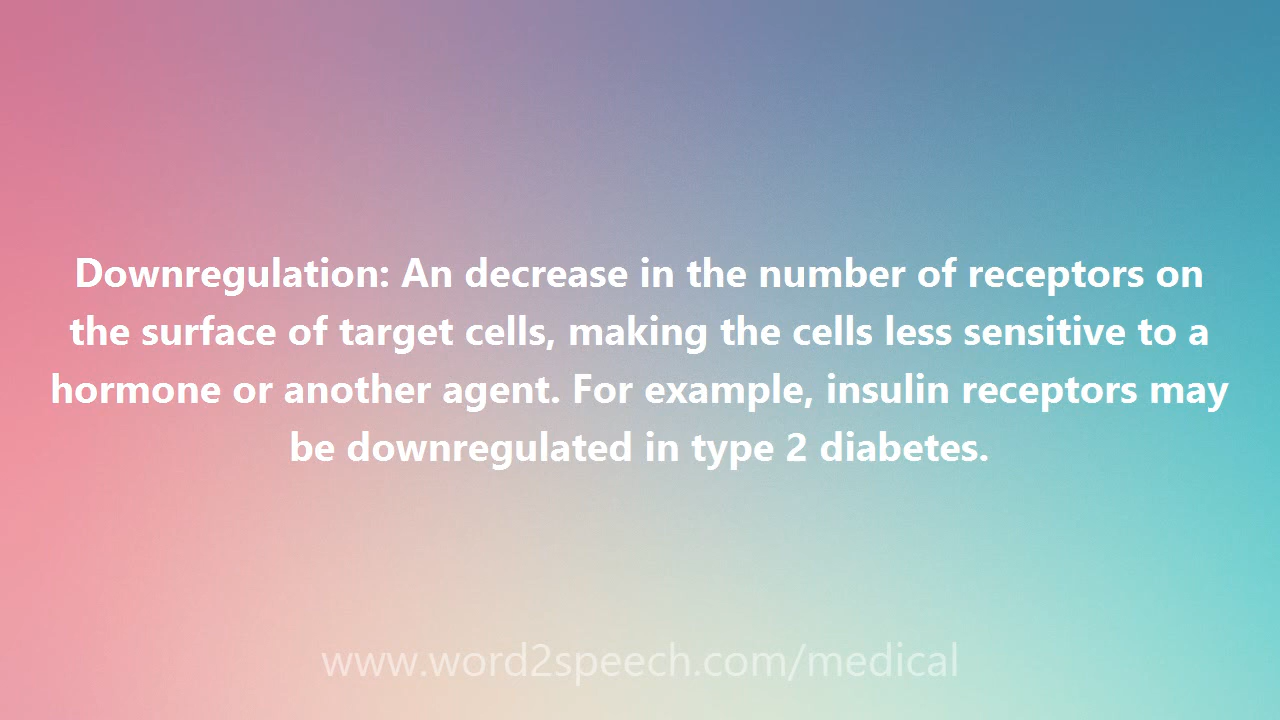 Downregulation: An decrease in the number of receptors on
the surface of target cells, making the cells less sensitive to a
hormone or another agent. For example, insulin receptors may
be downregulated in type 2 diabetes.
www.word2speech.com/medical